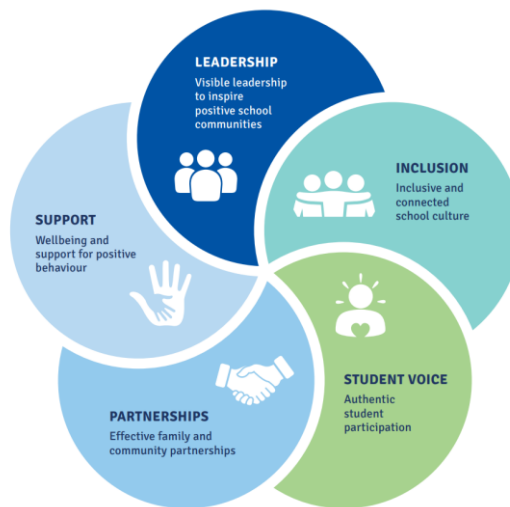 LEADERSHIP
Visible leadership
to inspire
positive school
communities
INCLUSION
Inclusive and
connected
school culture
STUDENT VOICE
Authentic
student
participation
PARTNERSHIPS
Effective family and
community partnerships
SUPPORT
Wellbeing and
support for positive
behaviour